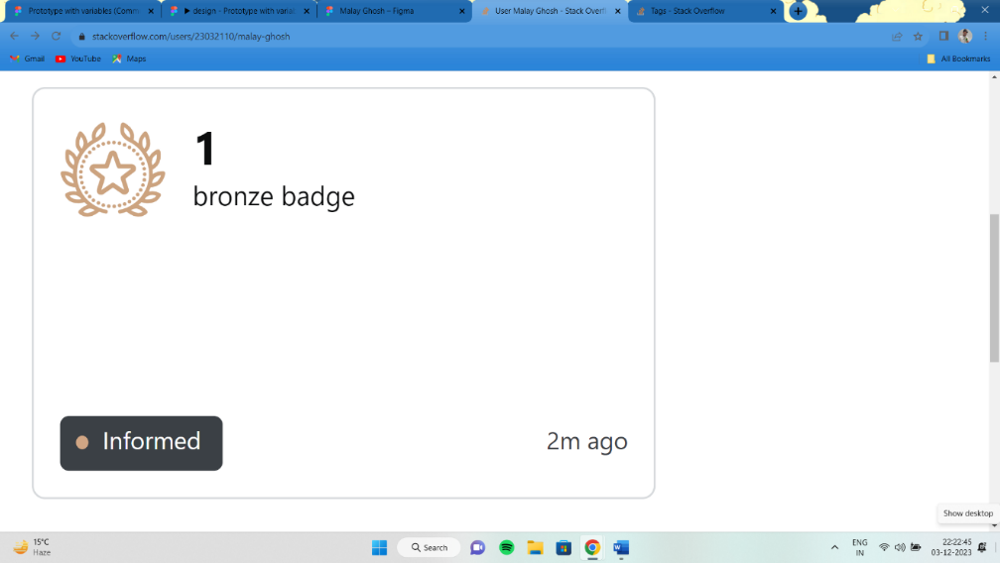 Prototype with variables (Comm
design - Prototype with varia
Malay Ghosh – Figma
User Malay Ghosh - Stack Overfl
Tags - Stack Overflow
stackoverflow.com/users/23032110/malay-ghosh
Gmail
YouTube
Maps
All Bookmarks
1
bronze badge
Informed
2m ago
Show desktop
15°C
Haze
Search
ENG
IN
22:22:45
03-12-2023